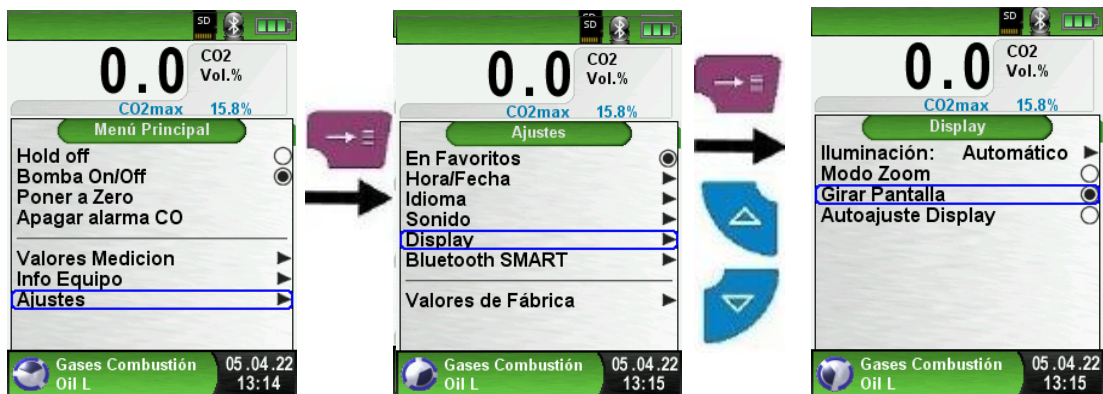 SD
0.0 CO2
Vol.%
CO2max 15.8%
Menú Principal
Hold off
Bomba On/Off
Poner a Zero
Apagar alarma CO
Valores Medicion
Info Equipo
Ajustes
Gases Combustión 05.04.22
Oil L 13:14
SD
0.0 CO2
Vol.%
CO2max 15.8%
Ajustes
En Favoritos
Hora/Fecha
Idioma
Sonido
Display
Bluetooth SMART
Valores de Fábrica
Gases Combustión 05.04.22
Oil L 13:15
SD
0.0 CO2
Vol.%
CO2max 15.8%
Display
Iluminación: Automático
Modo Zoom
Girar Pantalla
Autoajuste Display
Gases Combustión 05.04.22
Oil L 13:15